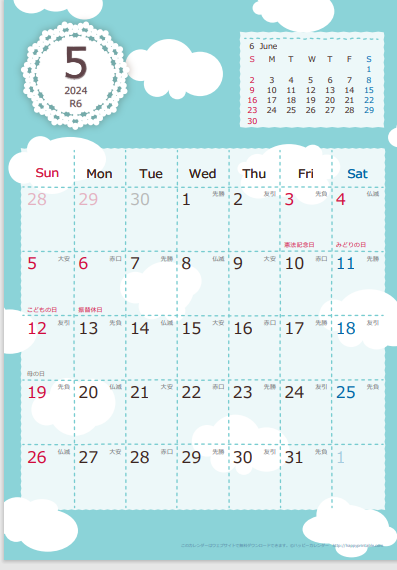 5
2024
R6
6 June
S M T W T F S
1
2 3 4 5 6 7 8
9 10 11 12 13 14 15
16 17 18 19 20 21 22
23 24 25 26 27 28 29
30
Sun Mon Tue Wed Thu Fri Sat
28 29 30 1 先勝 2 友引 3 先負 4 仏滅
憲法記念日 みどりの日
5 大安 6 赤口 7 先勝 8 仏滅 9 大安 10 赤口 11 先勝
こどもの日 振替休日
12 友引 13 先負 14 仏滅 15 大安 16 赤口 17 先勝 18 友引
母の日
19 先負 20 仏滅 21 大安 22 赤口 23 先勝 24 友引 25 先負
26 仏滅 27 大安 28 赤口 29 先勝 30 友引 31 先負 1